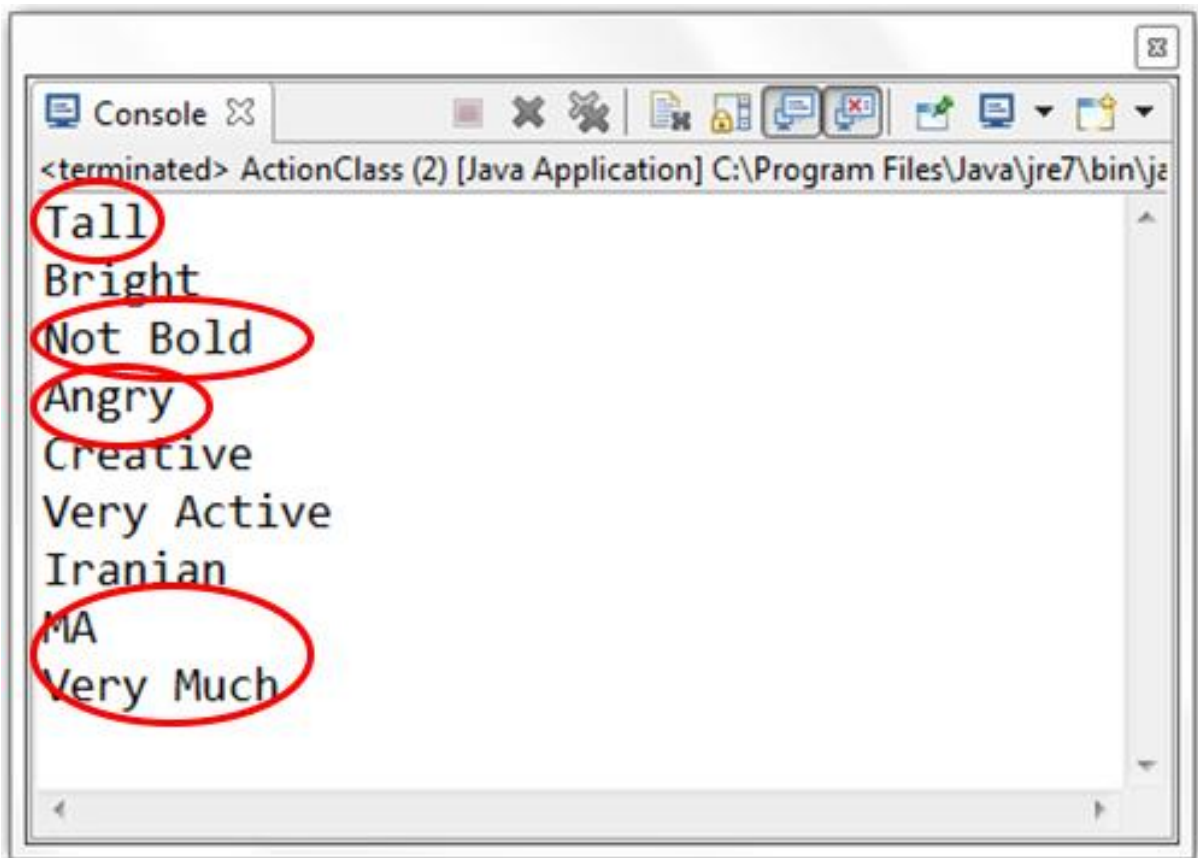 Console
<terminated> ActionClass (2) [Java Application] C:\Program Files\Java\jre7\bin\ja
Tall
Bright
Not Bold
Angry
Creative
Very Active
Iranian
MA
Very Much